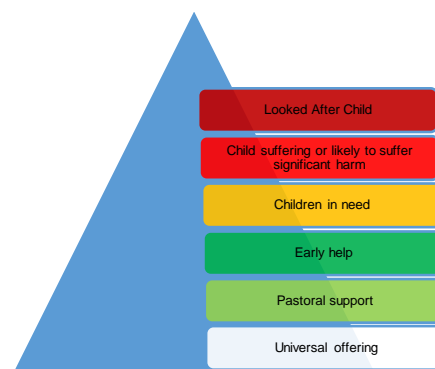 Looked After Child
Child suffering or likely to suffer
significant harm
Children in need
Early help
Pastoral support
Universal offering